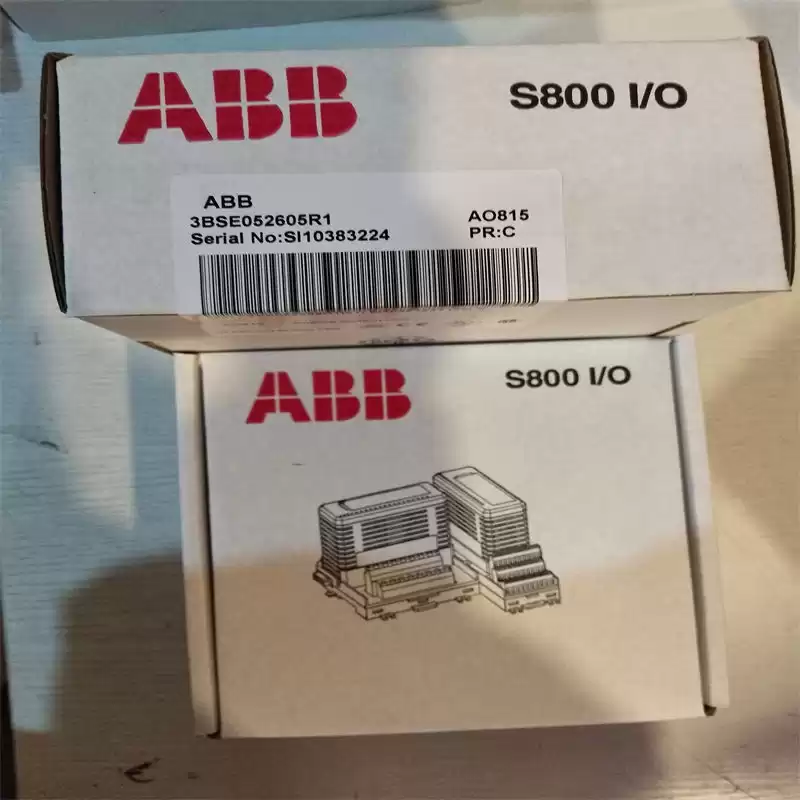 ABB S800 I/O
ABB
3BSE052605R1 AO815
Serial No:SI10383224 PR:C
ABB S800 I/O